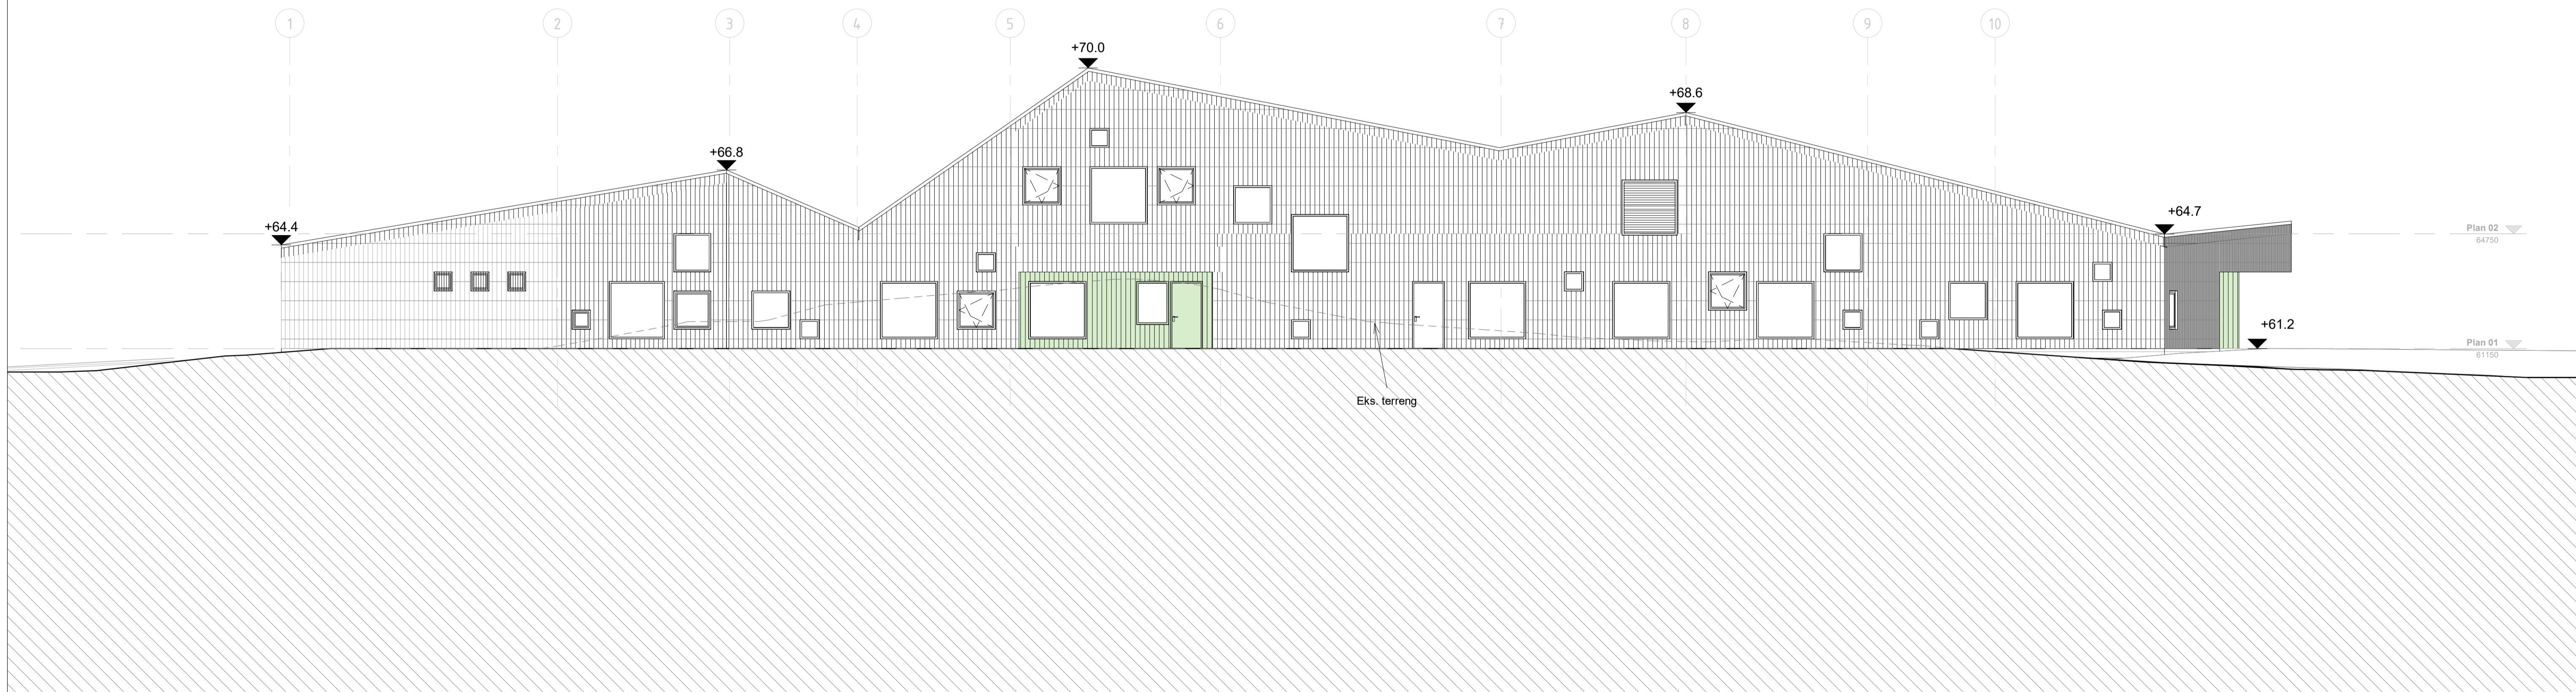 1 2 3 4 5 6 7 8 9 10
+70.0
+68.6
+66.8
+64.7
+64.4
Plan 02
64750
+61.2
Plan 01
61150
Eks. terreng